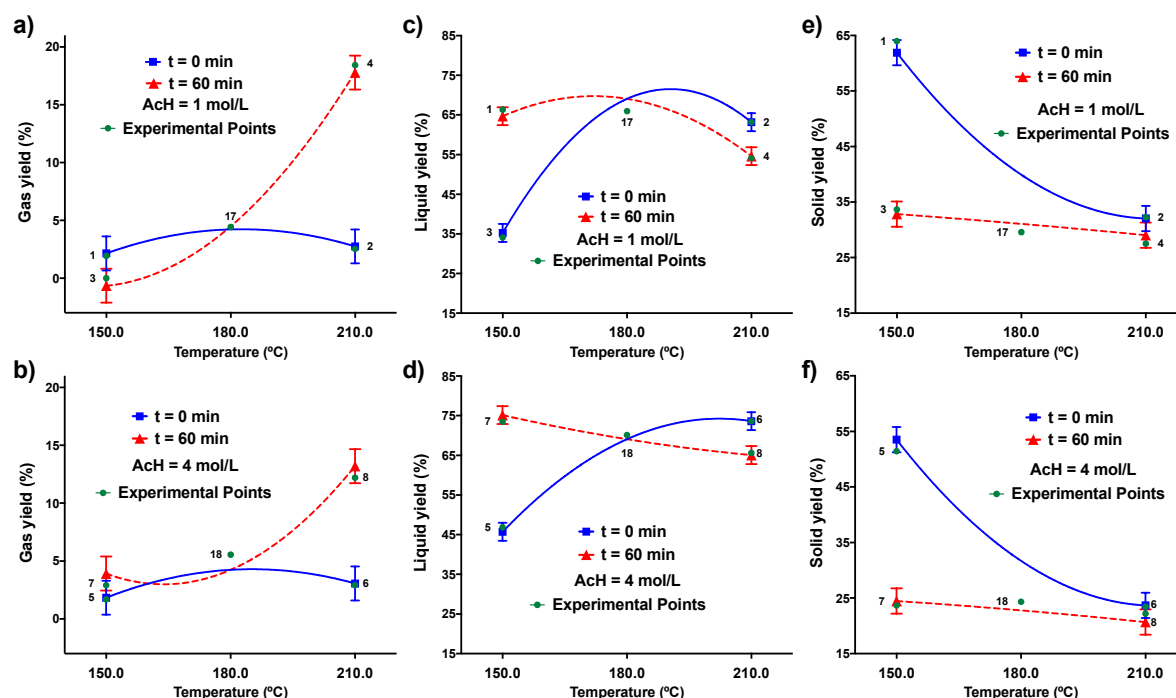 a)
Gas yield (%)
20
15
10
5
0
t = 0 min
t = 60 min
AcH = 1 mol/L
Experimental Points
1
3
17
4
2
150.0
180.0
210.0
Temperature (ºC)
c)
Liquid yield (%)
85
75
65
55
45
35
25
15
1
3
17
2
4
t = 0 min
t = 60 min
AcH = 1 mol/L
Experimental Points
150.0
180.0
210.0
Temperature (ºC)
e)
Solid yield (%)
65
55
45
35
25
15
1
3
17
2
4
t = 0 min
t = 60 min
AcH = 1 mol/L
Experimental Points
150.0
180.0
210.0
Temperature (ºC)
b)
Gas yield (%)
20
15
10
5
0
t = 0 min
t = 60 min
AcH = 4 mol/L
Experimental Points
7
5
18
8
6
150.0
180.0
210.0
Temperature (ºC)
d)
Liquid yield (%)
85
75
65
55
45
35
25
15
7
5
18
6
8
t = 0 min
t = 60 min
AcH = 4 mol/L
Experimental Points
150.0
180.0
210.0
Temperature (ºC)
f)
Solid yield (%)
65
55
45
35
25
15
5
7
18
6
8
t = 0 min
t = 60 min
AcH = 4 mol/L
Experimental Points
150.0
180.0
210.0
Temperature (ºC)